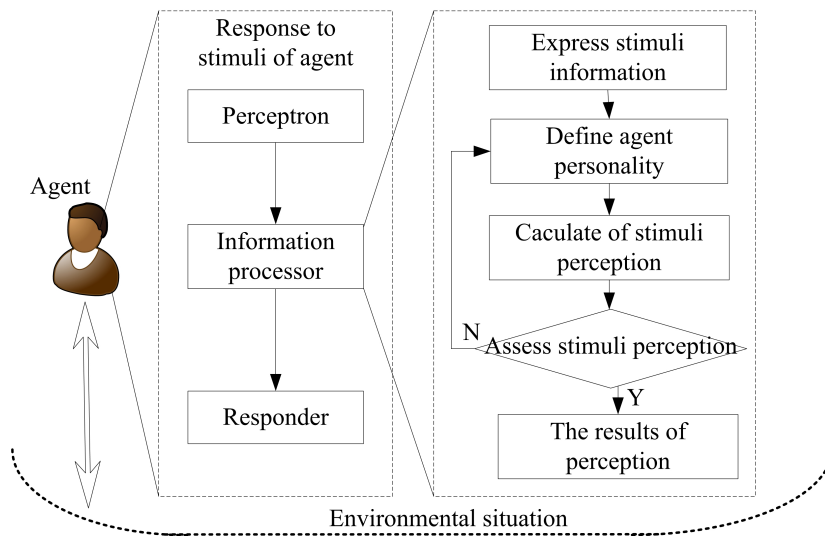 Agent
Response to
stimuli of agent
Perceptron
Information
processor
Responder
Express stimuli
information
Define agent
personality
Caculate of stimuli
perception
N
Assess stimuli perception
Y
The results of
perception
Environmental situation